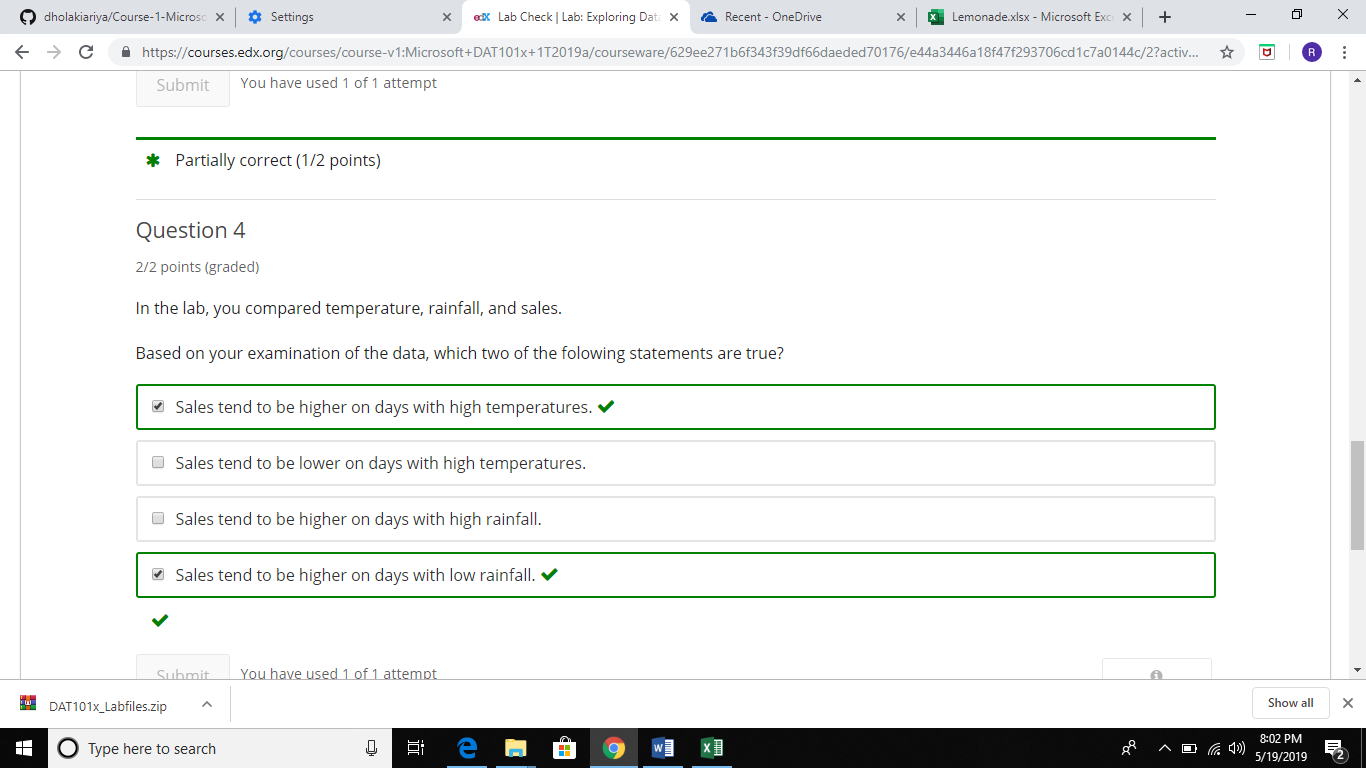 dholakiariya/Course-1-Microso
Settings
edX Lab Check | Lab: Exploring Data
Recent - OneDrive
Lemonade.xlsx - Microsoft Exc
https://courses.edx.org/courses/course-v1:Microsoft+DAT101x+1T2019a/courseware/629ee271b6f343f39df66daeded70176/e44a3446a18f47f293706cd1c7a0144c/2?activ...
R
Submit
You have used 1 of 1 attempt
Partially correct (1/2 points)
Question 4
2/2 points (graded)
In the lab, you compared temperature, rainfall, and sales.
Based on your examination of the data, which two of the following statements are true?
Sales tend to be higher on days with high temperatures.
Sales tend to be lower on days with high temperatures.
Sales tend to be higher on days with high rainfall.
Sales tend to be higher on days with low rainfall.
Submit
You have used 1 of 1 attempt
DAT101x_Labfiles.zip
Show all
Type here to search
8:02 PM
5/19/2019
2